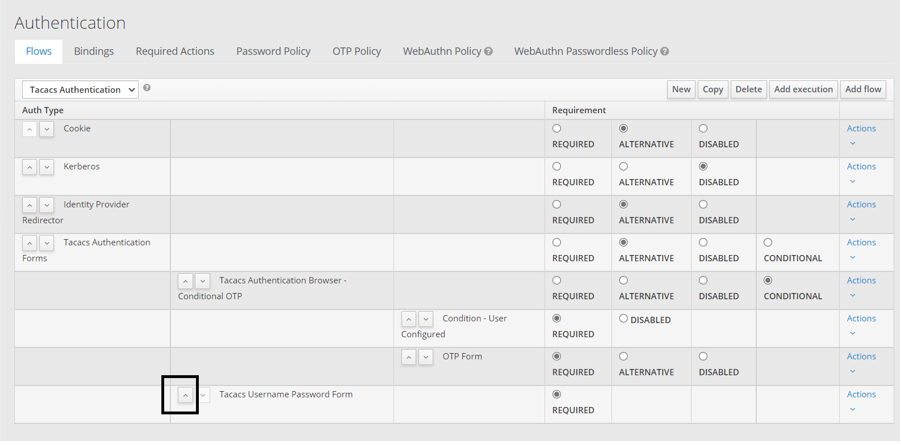 Authentication
Flows Bindings Required Actions Password Policy OTP Policy WebAuthn Policy ? WebAuthn Passwordless Policy ?
Tacacs Authentication ? New Copy Delete Add execution Add flow
Auth Type Requirement
Cookie REQUIRED ALTERNATIVE DISABLED Actions
Kerberos REQUIRED ALTERNATIVE DISABLED Actions
Identity Provider
Redirector REQUIRED ALTERNATIVE DISABLED Actions
Tacacs Authentication
Forms REQUIRED ALTERNATIVE DISABLED CONDITIONAL Actions
Tacacs Authentication Browser -
Conditional OTP REQUIRED ALTERNATIVE DISABLED CONDITIONAL Actions
Condition - User
Configured REQUIRED DISABLED Actions
OTP Form REQUIRED ALTERNATIVE DISABLED Actions
Tacacs Username Password Form REQUIRED Actions